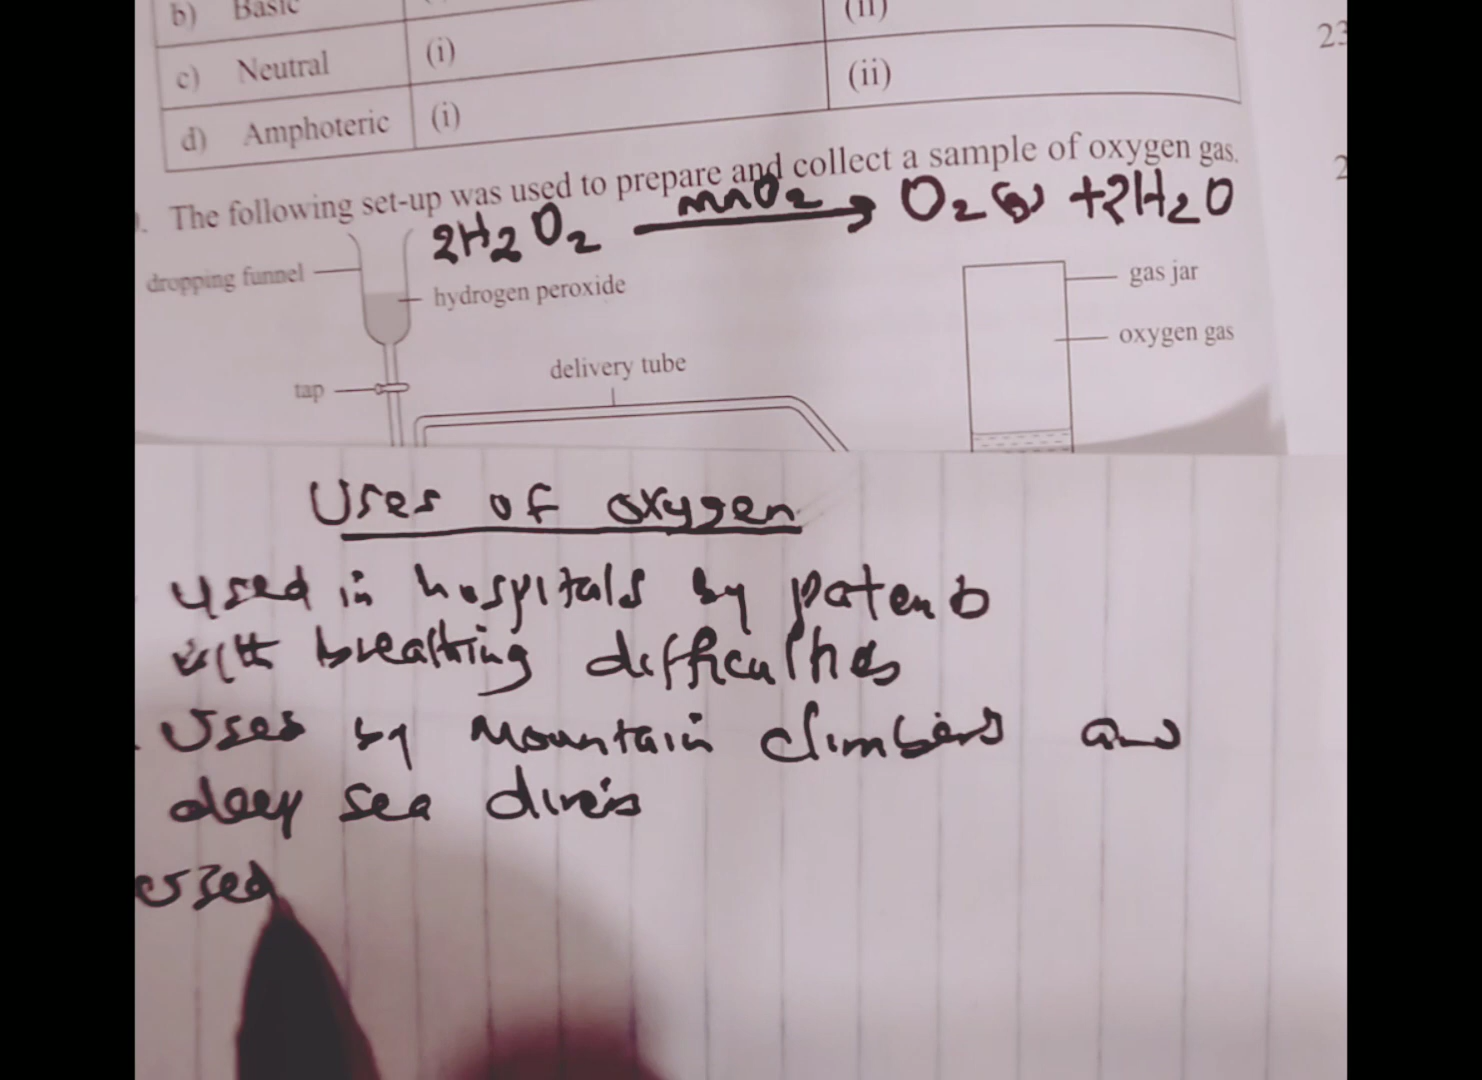 b) Basic (ii)
c) Neutral (i) (ii)
d) Amphoteric (i)
23
2
. The following set-up was used to prepare and collect a sample of oxygen gas.
2H2O2 MnO2 → O2(g) + 2H2O
dropping funnel
hydrogen peroxide
gas jar
oxygen gas
tap
delivery tube
Uses of oxygen
used in hospitals by patents
with breathing difficulties
. Uses by mountain climbers and
deep sea divers
used